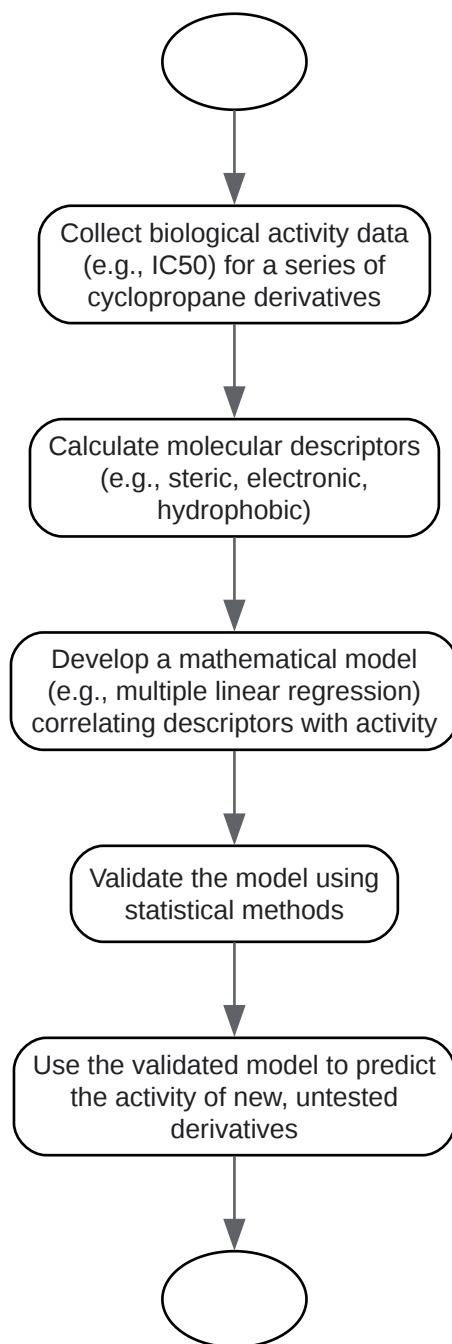 Collect biological activity data
(e.g., IC50) for a series of
cyclopropane derivatives
Calculate molecular descriptors
(e.g., steric, electronic,
hydrophobic)
Develop a mathematical model
(e.g., multiple linear regression)
correlating descriptors with activity
Validate the model using
statistical methods
Use the validated model to predict
the activity of new, untested
derivatives